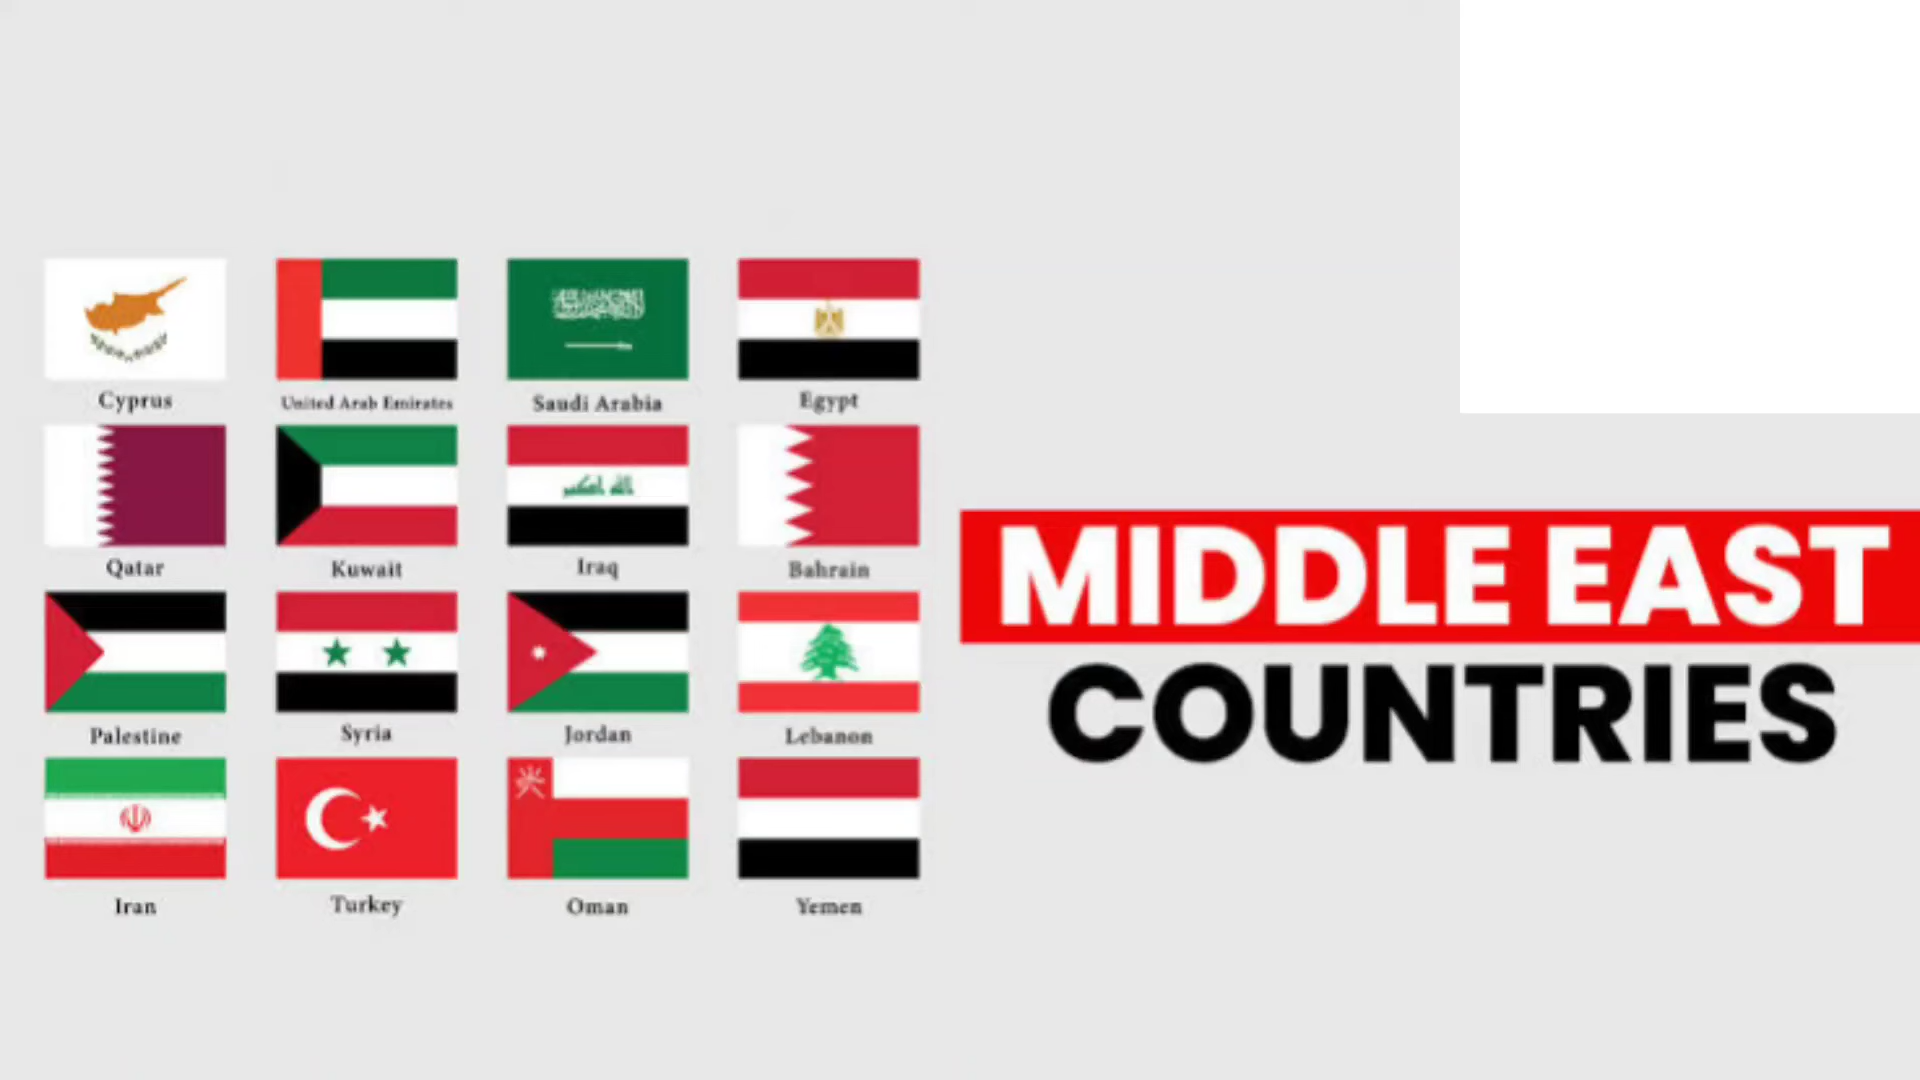 Cyprus
United Arab Emirates
Saudi Arabia
Egypt
Qatar
Kuwait
Iraq
Bahrain
Palestine
Syria
Jordan
Lebanon
Iran
Turkey
Oman
Yemen
MIDDLE EAST
COUNTRIES